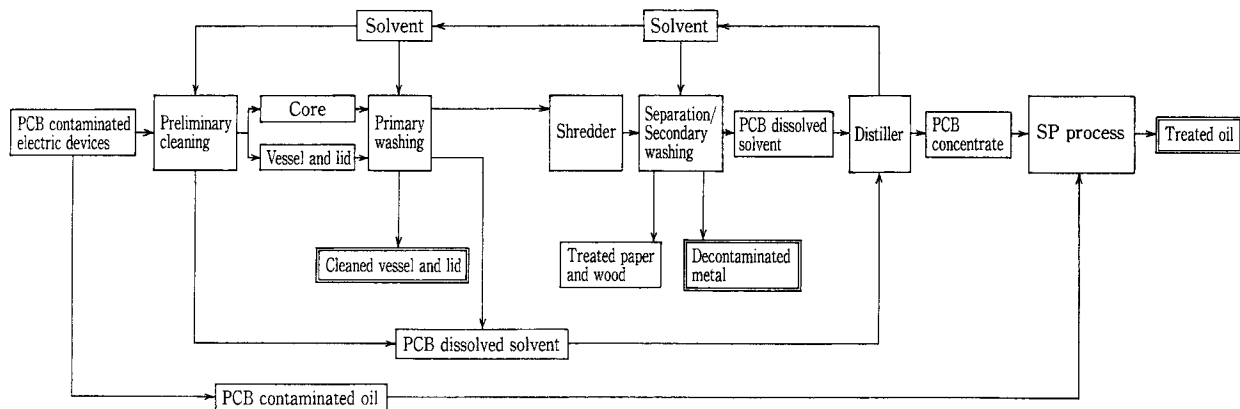 Solvent
Solvent
PCB contaminated
electric devices
Preliminary
cleaning
Core
Vessel and lid
Primary
washing
Shredder
Separation/
Secondary
washing
PCB dissolved
solvent
Distiller
PCB
concentrate
SP process
Treated oil
Cleaned vessel and lid
Treated paper
and wood
Decontaminated
metal
PCB dissolved solvent
PCB contaminated oil